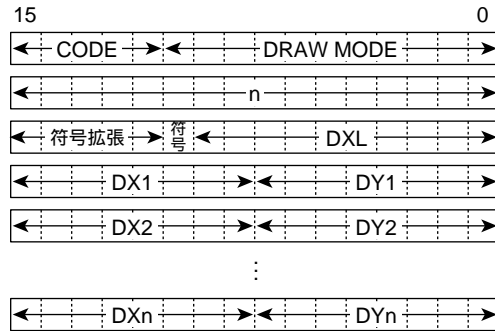 15 0
CODE DRAW MODE
n
符号拡張 符号 DXL
DX1 DY1
DX2 DY2
⋮
DXn DYn